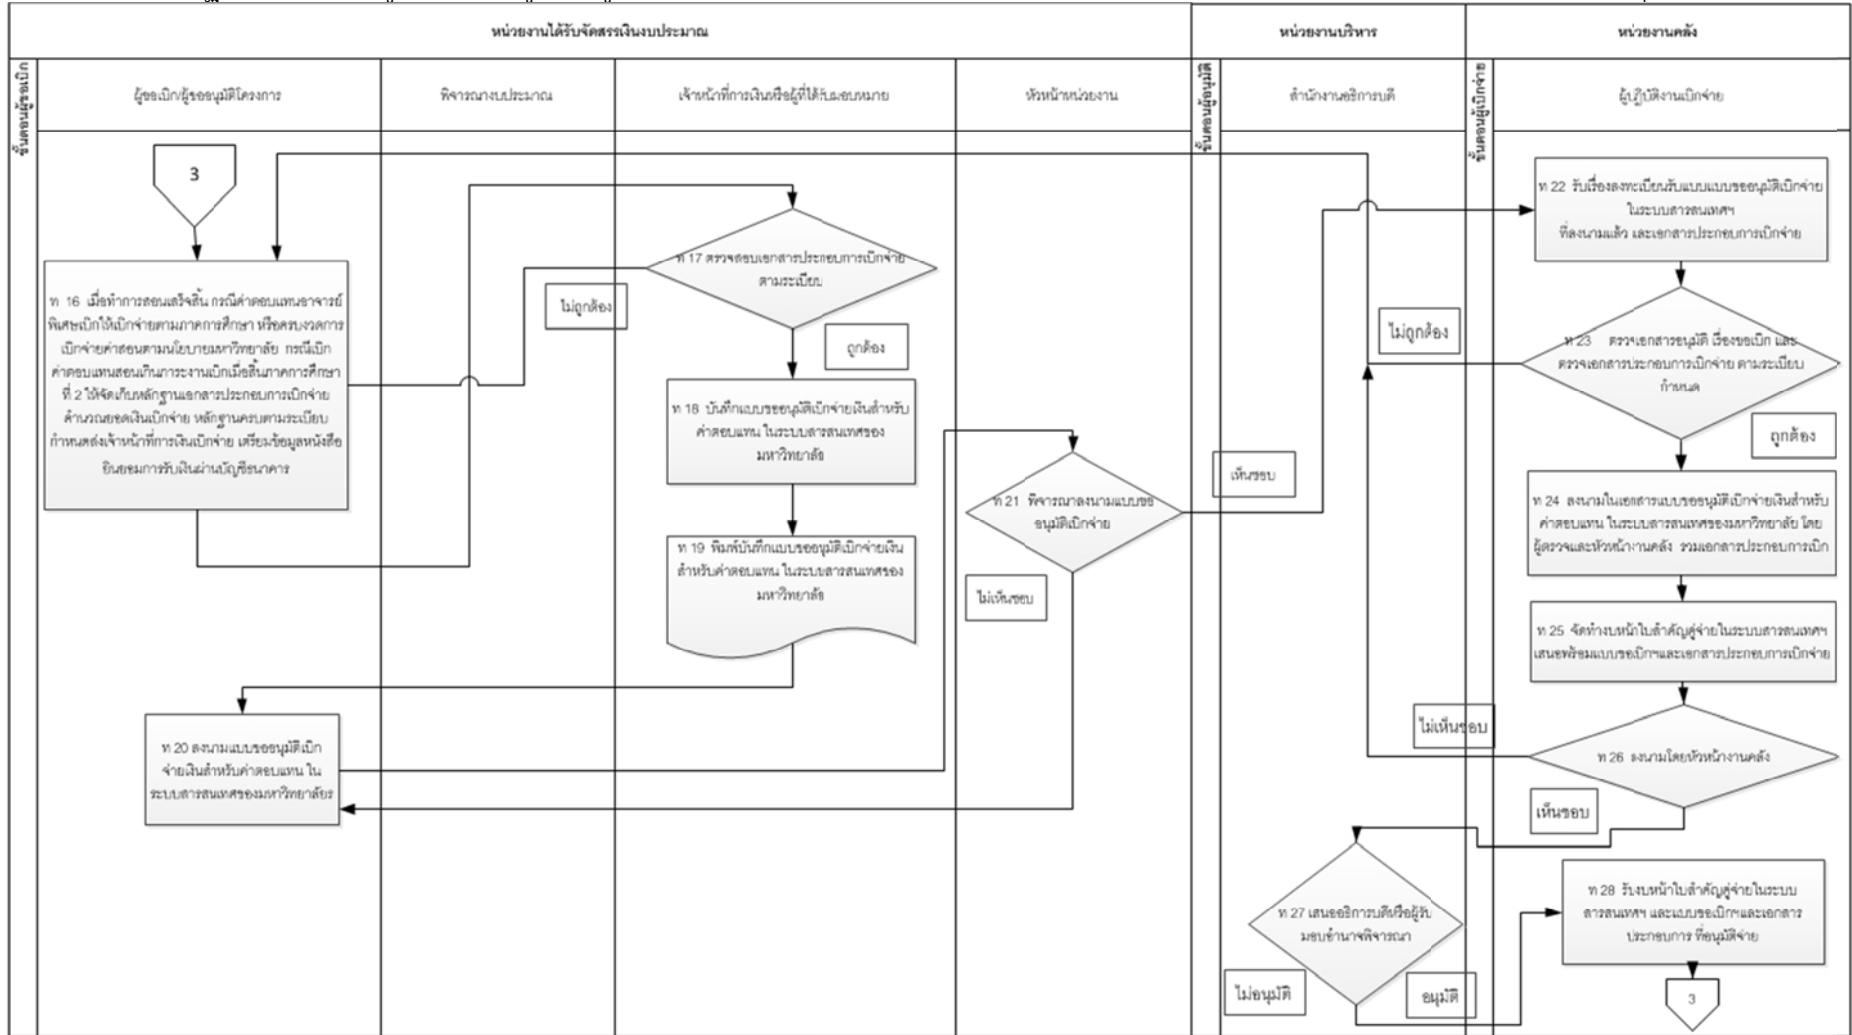 หน่วยงานได้รับจัดสรรเงินงบประมาณ
หน่วยงานบริหาร
หน่วยงานคลัง
ขั้นตอนผู้ขอเบิก
ผู้ขอเบิก/ผู้ขออนุมัติโครงการ
พิจารณางบประมาณ
เจ้าหน้าที่การเงินหรือผู้ที่ได้รับมอบหมาย
หัวหน้าหน่วยงาน
ขั้นตอนผู้อนุมัติ
สำนักงานอธิการบดี
ขั้นตอนผู้เบิกจ่าย
ผู้ปฏิบัติงานเบิกจ่าย
3
ท 16 เมื่อทำการสอนเสร็จสิ้น กรณีค่าตอบแทนอาจารย์
พิเศษเบิกให้เบิกจ่ายตามภาคการศึกษา หรือครบงวดการ
เบิกจ่ายค่าสอนตามนโยบายมหาวิทยาลัย กรณีเบิก
ค่าตอบแทนสอนเกินภาระงานเบิกเมื่อสิ้นภาคการศึกษา
ที่ 2 ให้จัดเก็บหลักฐานเอกสารประกอบการเบิกจ่าย
คำนวณยอดเงินเบิกจ่าย หลักฐานครบตามระเบียบ
กำหนดส่งเจ้าหน้าที่การเงินเบิกจ่าย เตรียมข้อมูลหนังสือ
ยินยอมการรับเงินผ่านบัญชีธนาคาร
ท 17 ตรวจสอบเอกสารประกอบการเบิกจ่าย
ตามระเบียบ
ไม่ถูกต้อง
ถูกต้อง
ท 18 บันทึกแบบขออนุมัติเบิกจ่ายเงินสำหรับ
ค่าตอบแทน ในระบบสารสนเทศของ
มหาวิทยาลัย
ท 19 พิมพ์บันทึกแบบขออนุมัติเบิกจ่ายเงิน
สำหรับค่าตอบแทน ในระบบสารสนเทศของ
มหาวิทยาลัย
ท 20 ลงนามแบบขออนุมัติเบิก
จ่ายเงินสำหรับค่าตอบแทน ใน
ระบบสารสนเทศของมหาวิทยาลัยร
ท 21 พิจารณาลงนามแบบขอ
อนุมัติเบิกจ่าย
เห็นชอบ
ไม่เห็นชอบ
ท 22 รับเรื่องลงทะเบียนรับแบบแบบขออนุมัติเบิกจ่าย
ในระบบสารสนเทศฯ
ที่ลงนามแล้ว และเอกสารประกอบการเบิกจ่าย
ไม่ถูกต้อง
ท 23 ตรวจเอกสารอนุมัติ เรื่องขอเบิก และ
ตรวจเอกสารประกอบการเบิกจ่าย ตามระเบียบ
กำหนด
ถูกต้อง
ท 24 ลงนามในเอกสารแบบขออนุมัติเบิกจ่ายเงินสำหรับ
ค่าตอบแทน ในระบบสารสนเทศของมหาวิทยาลัย โดย
ผู้ตรวจและหัวหน้างานคลัง รวมเอกสารประกอบการเบิก
ท 25 จัดทำงบหน้าใบสำคัญคู่จ่ายในระบบสารสนเทศฯ
เสนอพร้อมแบบขอเบิกฯและเอกสารประกอบการเบิกจ่าย
ไม่เห็นชอบ
ท 26 ลงนามโดยหัวหน้างานคลัง
เห็นชอบ
ท 27 เสนออธิการบดีหรือผู้รับ
มอบอำนาจพิจารณา
ไม่อนุมัติ
อนุมัติ
ท 28 รับงบหน้าใบสำคัญคู่จ่ายในระบบ
สารสนเทศฯ และแบบขอเบิกฯและเอกสาร
ประกอบการ ที่อนุมัติจ่าย
3